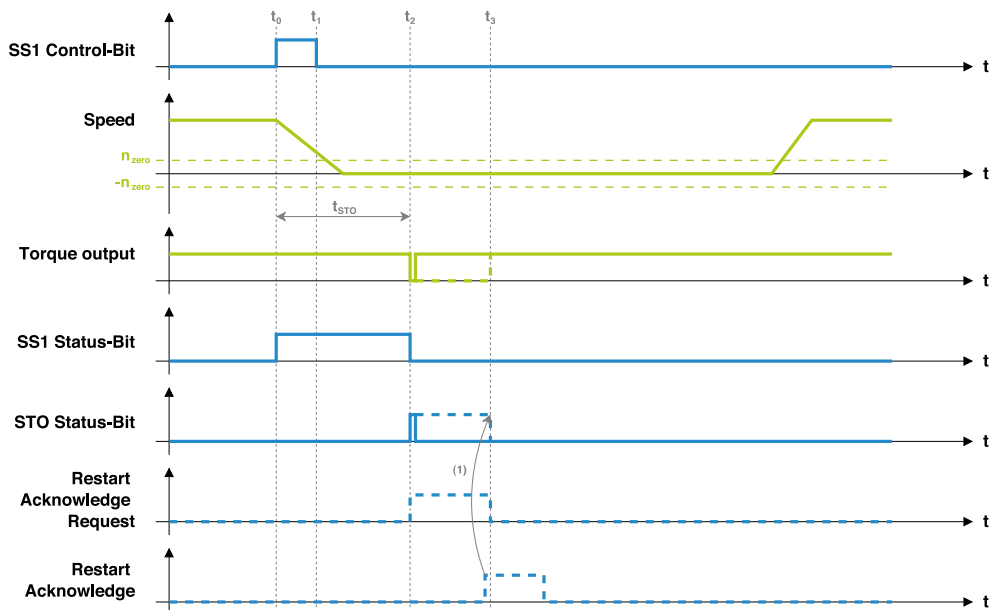 t0 t1 t2 t3
SS1 Control-Bit
t
Speed
nzero
t
-nzero
tSTO
Torque output
t
SS1 Status-Bit
t
STO Status-Bit
t
(1)
Restart
Acknowledge
Request
t
Restart
Acknowledge
t